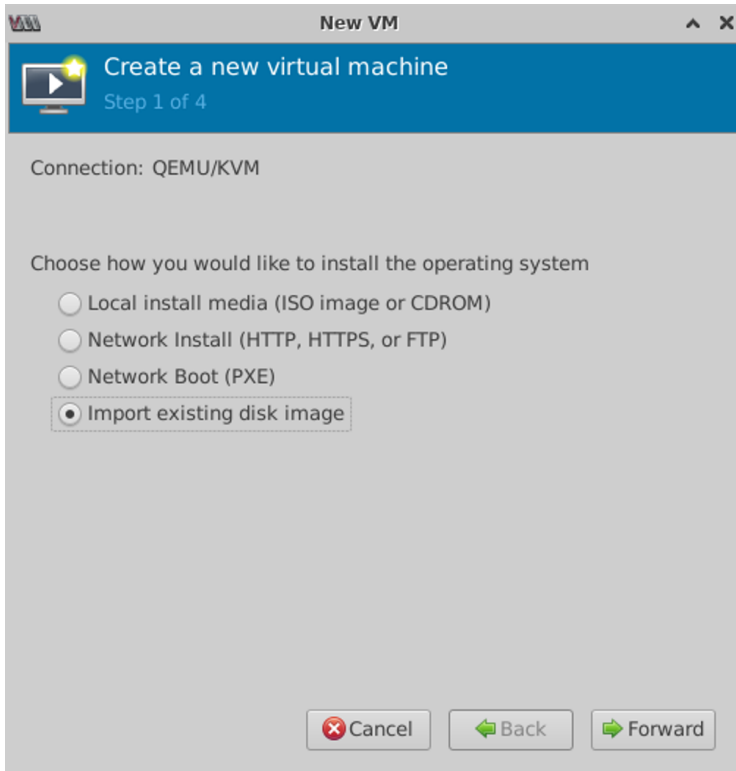 New VM
Create a new virtual machine
Step 1 of 4
Connection: QEMU/KVM
Choose how you would like to install the operating system
Local install media (ISO image or CDROM)
Network Install (HTTP, HTTPS, or FTP)
Network Boot (PXE)
Import existing disk image
Cancel
Back
Forward